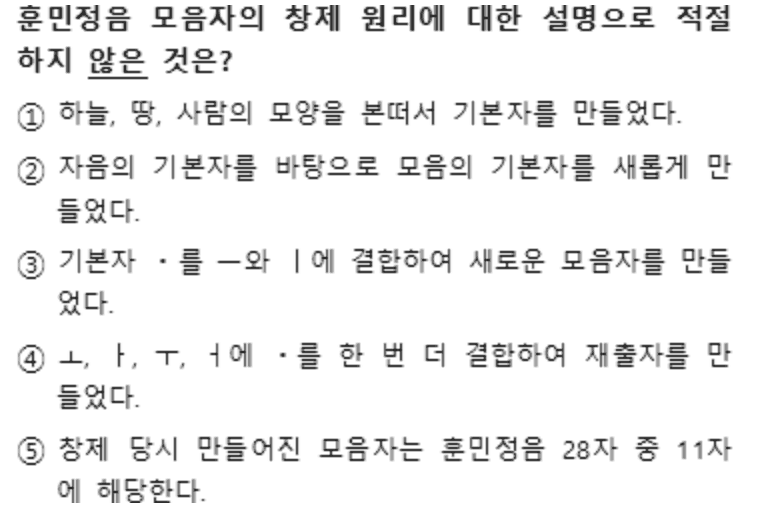 훈민정음 모음자의 창제 원리에 대한 설명으로 적절
하지 않은 것은?
① 하늘, 땅, 사람의 모양을 본떠서 기본자를 만들었다.
② 자음의 기본자를 바탕으로 모음의 기본자를 새롭게 만
들었다.
③ 기본자 ㆍ를 ㅡ와 ㅣ에 결합하여 새로운 모음자를 만들
었다.
④ ㅗ, ㅏ, ㅜ, ㅓ에 ㆍ를 한 번 더 결합하여 재출자를 만
들었다.
⑤ 창제 당시 만들어진 모음자는 훈민정음 28자 중 11자
에 해당한다.